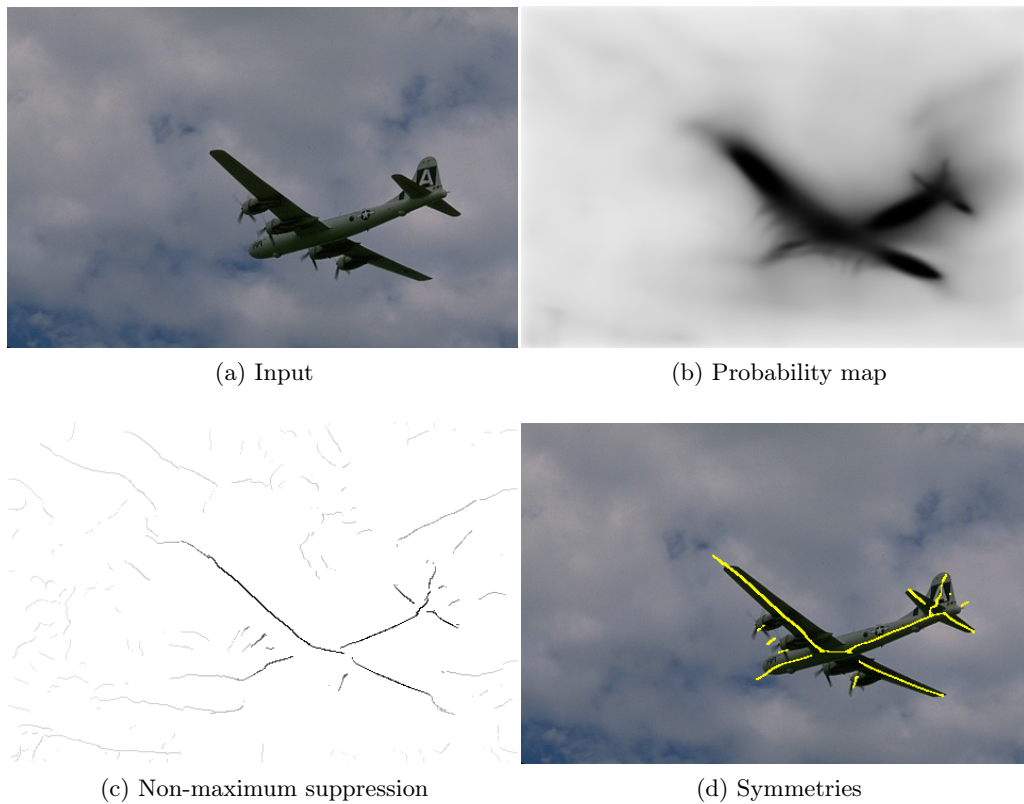 A
(a) Input
(b) Probability map
(c) Non-maximum suppression
(d) Symmetries